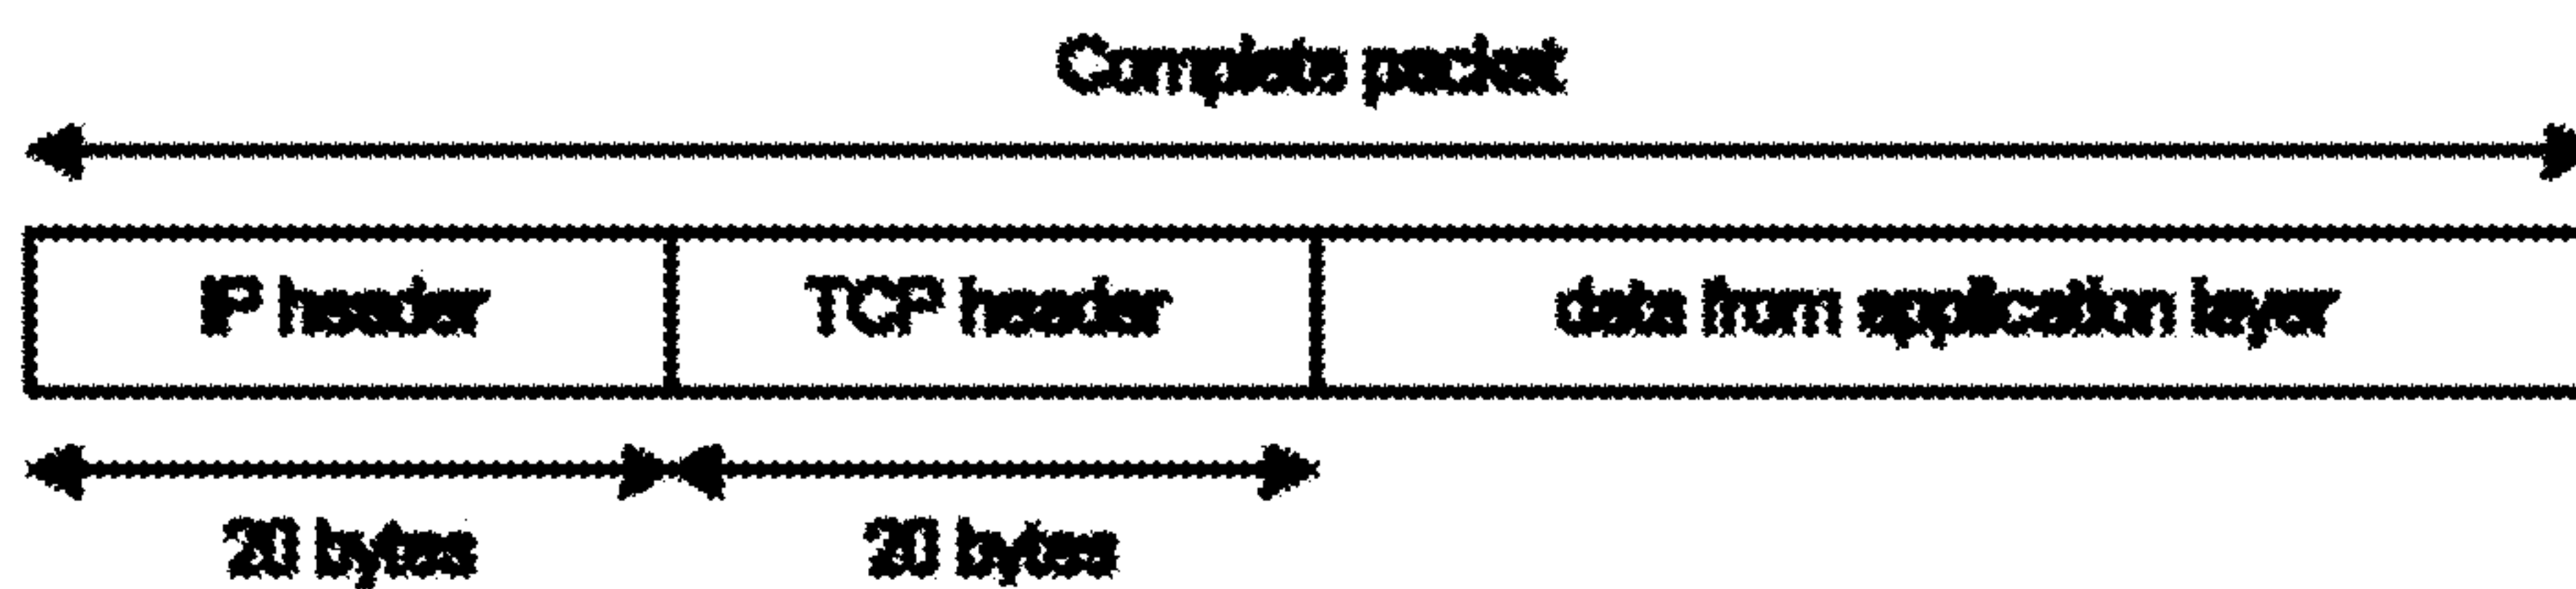 Complete packet
IP header
TCP header
data from application layer
20 bytes
20 bytes